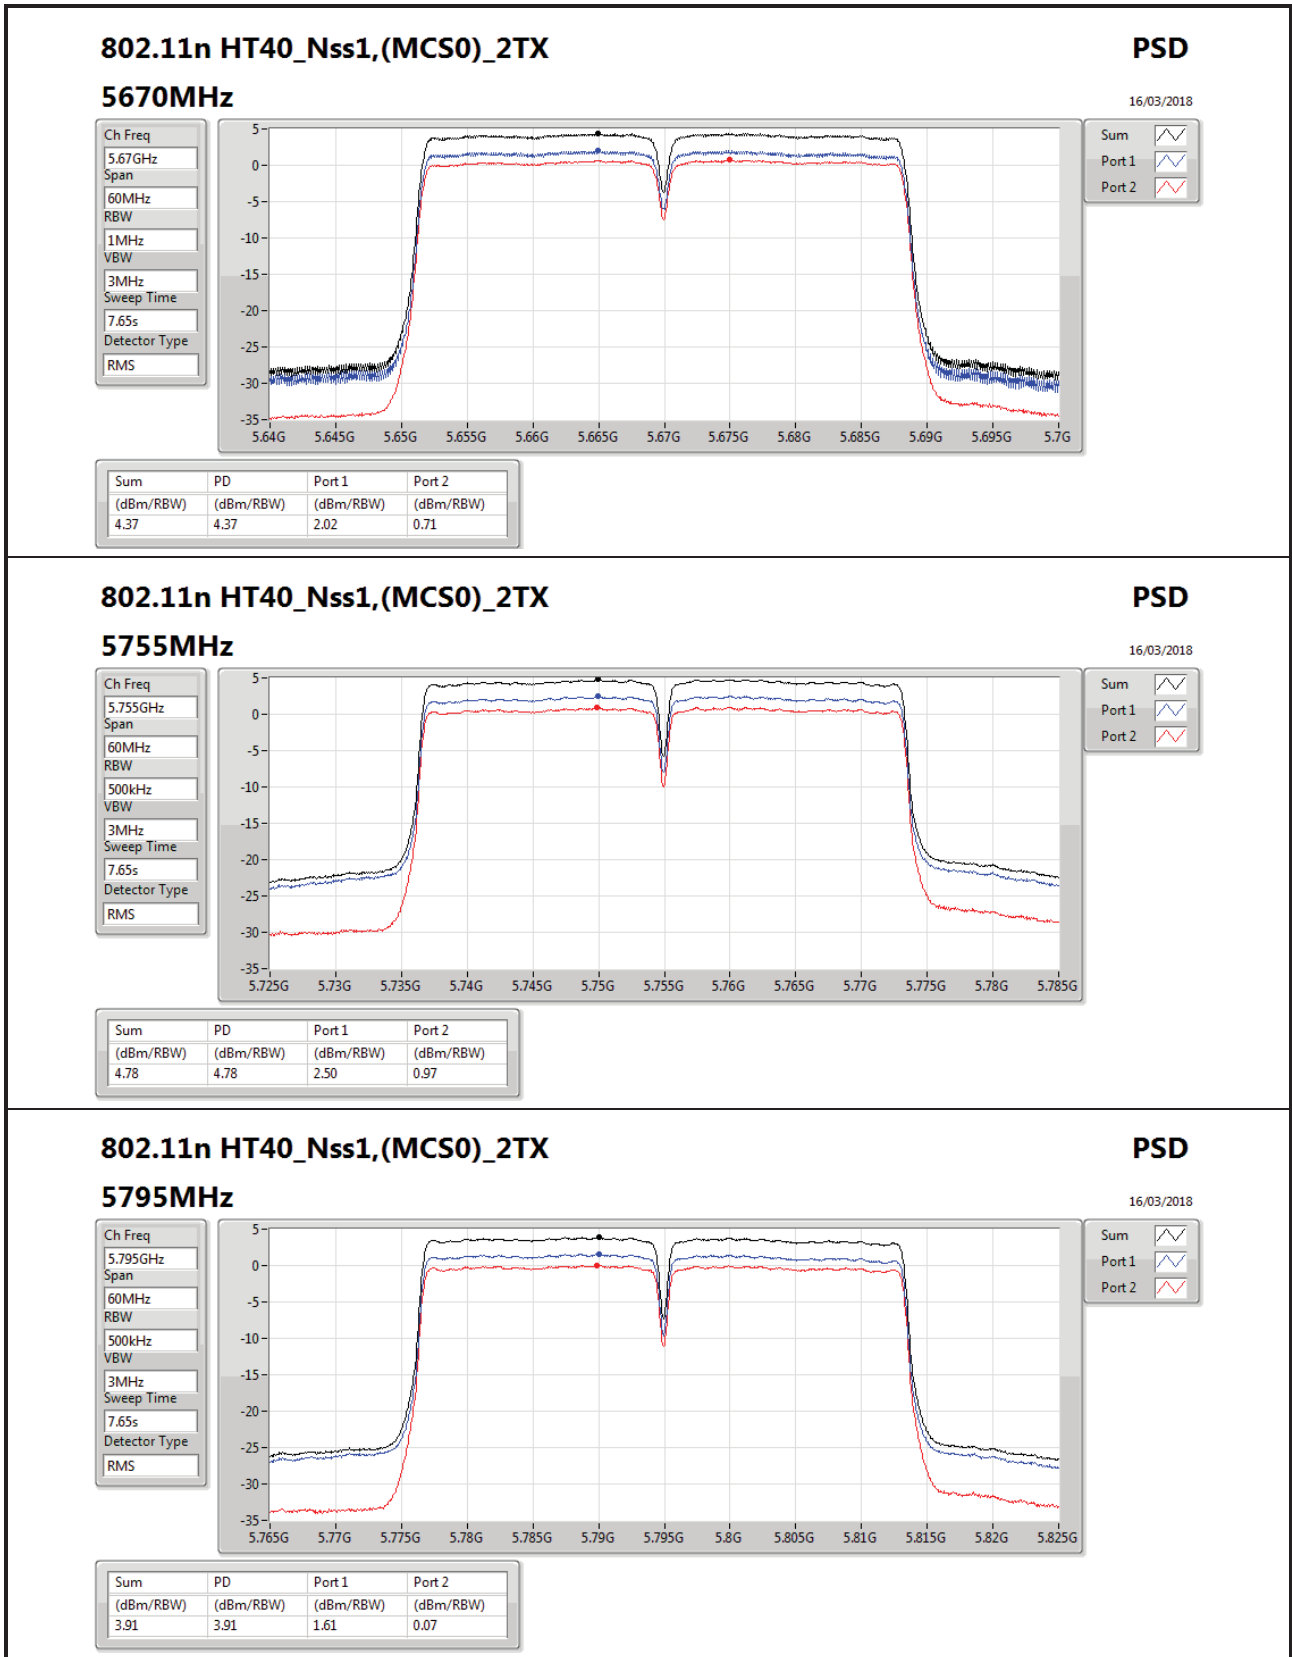 802.11n HT40_Nss1,(MCS0)_2TX PSD
5670MHz 16/03/2018
Ch Freq
5.67GHz
Span
60MHz
RBW
1MHz
VBW
3MHz
Sweep Time
7.65s
Detector Type
RMS
5
0
-5
-10
-15
-20
-25
-30
-35
5.64G 5.645G 5.65G 5.655G 5.66G 5.665G 5.67G 5.675G 5.68G 5.685G 5.69G 5.695G 5.7G
Sum
Port 1
Port 2
Sum PD Port 1 Port 2
(dBm/RBW) (dBm/RBW) (dBm/RBW) (dBm/RBW)
4.37 4.37 2.02 0.71
802.11n HT40_Nss1,(MCS0)_2TX PSD
5755MHz 16/03/2018
Ch Freq
5.755GHz
Span
60MHz
RBW
500kHz
VBW
3MHz
Sweep Time
7.65s
Detector Type
RMS
5
0
-5
-10
-15
-20
-25
-30
-35
5.725G 5.73G 5.735G 5.74G 5.745G 5.75G 5.755G 5.76G 5.765G 5.77G 5.775G 5.78G 5.785G
Sum
Port 1
Port 2
Sum PD Port 1 Port 2
(dBm/RBW) (dBm/RBW) (dBm/RBW) (dBm/RBW)
4.78 4.78 2.50 0.97
802.11n HT40_Nss1,(MCS0)_2TX PSD
5795MHz 16/03/2018
Ch Freq
5.795GHz
Span
60MHz
RBW
500kHz
VBW
3MHz
Sweep Time
7.65s
Detector Type
RMS
5
0
-5
-10
-15
-20
-25
-30
-35
5.765G 5.77G 5.775G 5.78G 5.785G 5.79G 5.795G 5.8G 5.805G 5.81G 5.815G 5.82G 5.825G
Sum
Port 1
Port 2
Sum PD Port 1 Port 2
(dBm/RBW) (dBm/RBW) (dBm/RBW) (dBm/RBW)
3.91 3.91 1.61 0.07